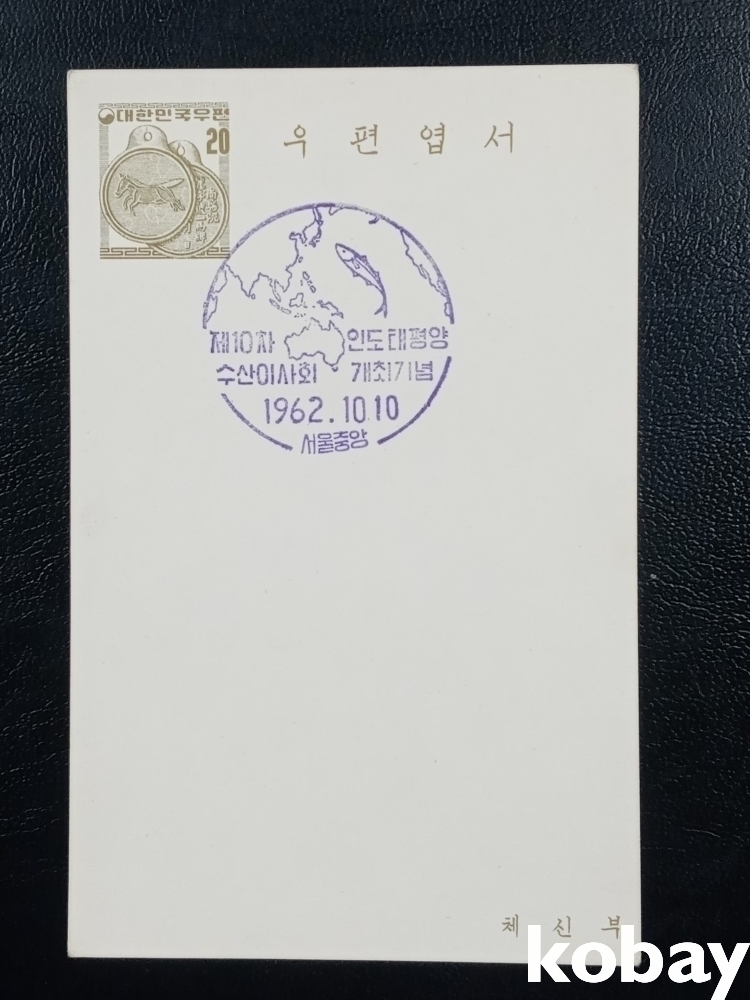 대한민국우편
20
우편엽서
제10차 인도태평양
수산이사회 개최기념
1962.10.10
서울중앙
체신부
kobay